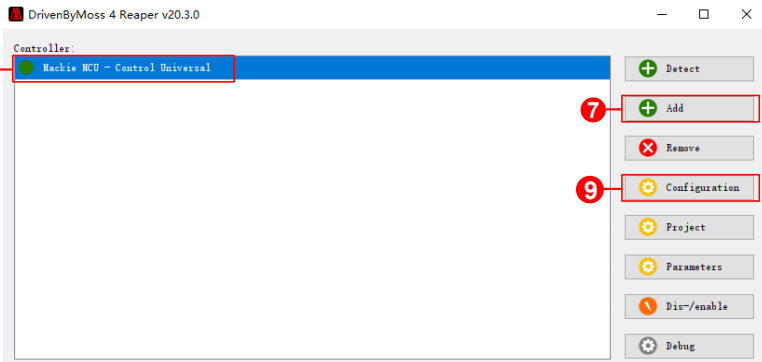 DrivenByMoss 4 Reaper v20.3.0
Controller:
Mackie MCU - Control Universal
Detect
7 Add
Remove
9 Configuration
Project
Parameters
Dis-/enable
Debug